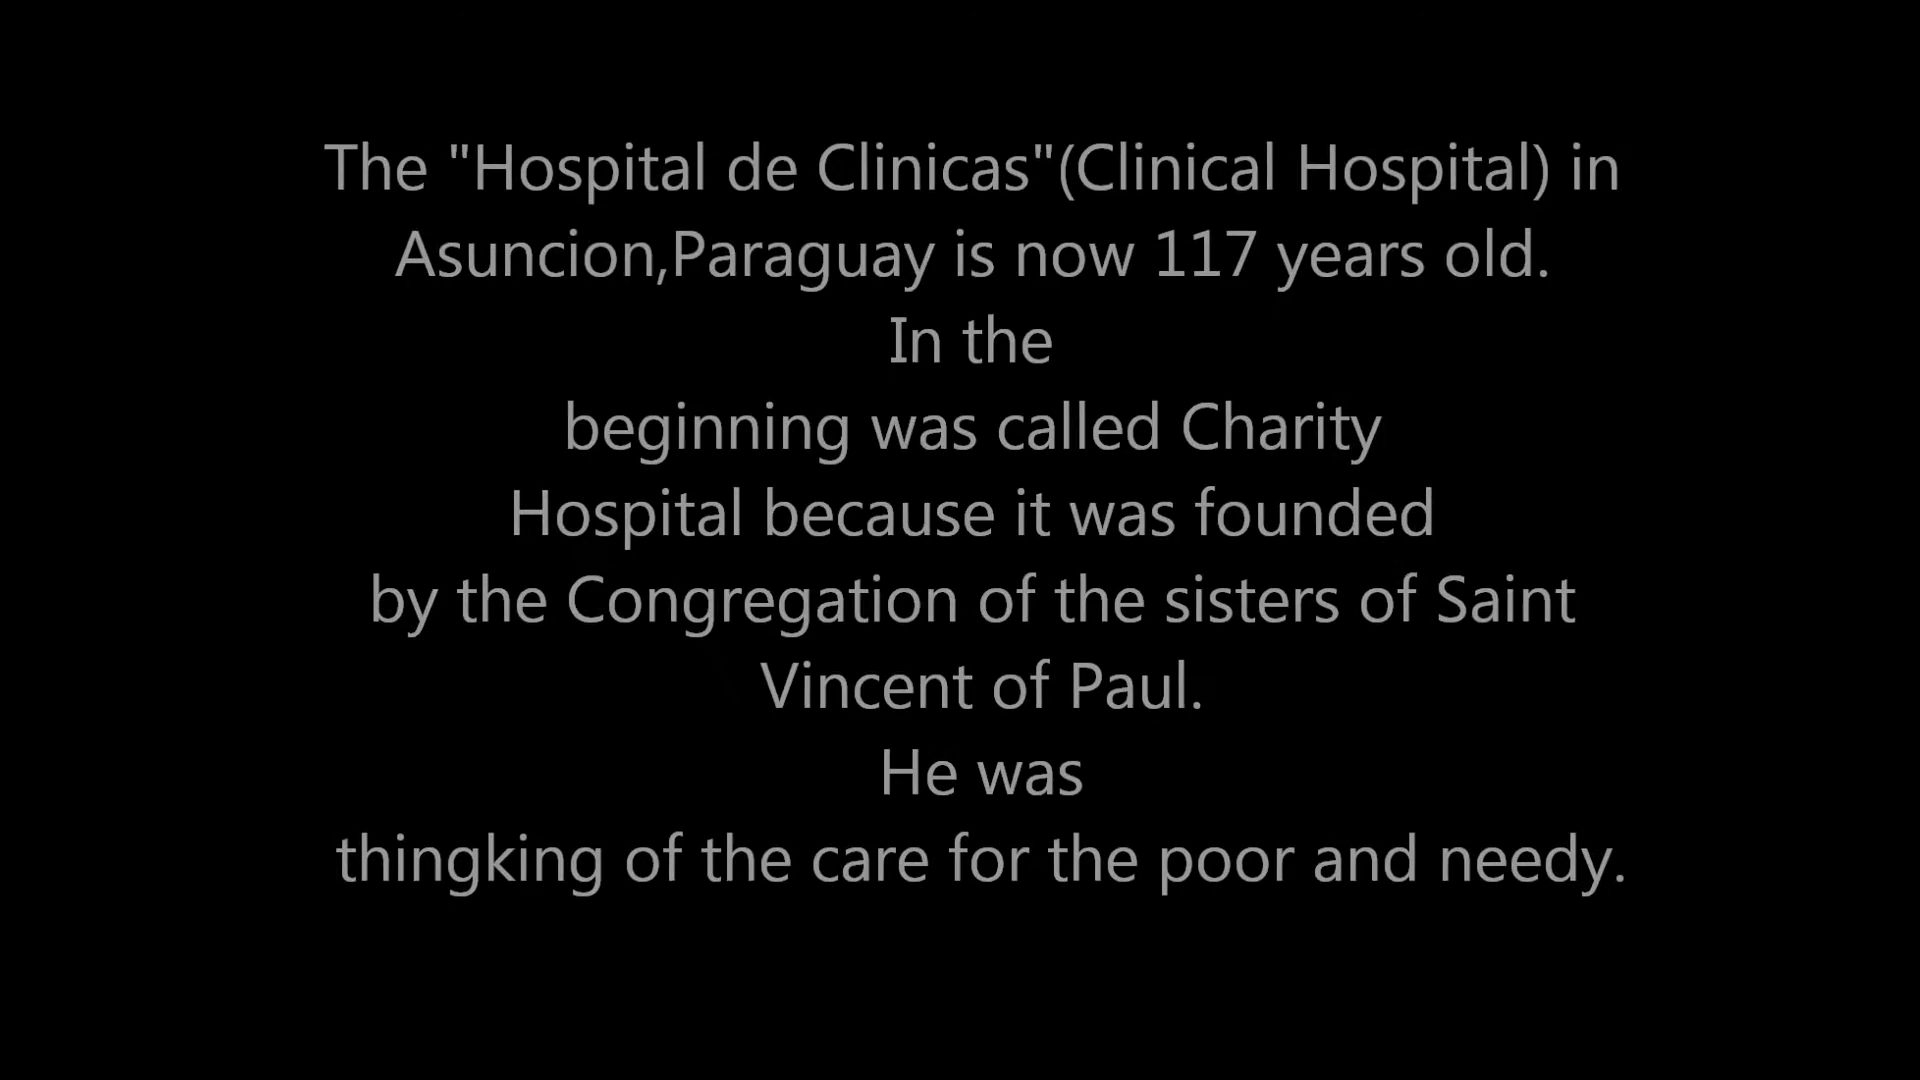 The "Hospital de Clinicas"(Clinical Hospital) in
Asuncion,Paraguay is now 117 years old.
In the
beginning was called Charity
Hospital because it was founded
by the Congregation of the sisters of Saint
Vincent of Paul.
He was
thingking of the care for the poor and needy.